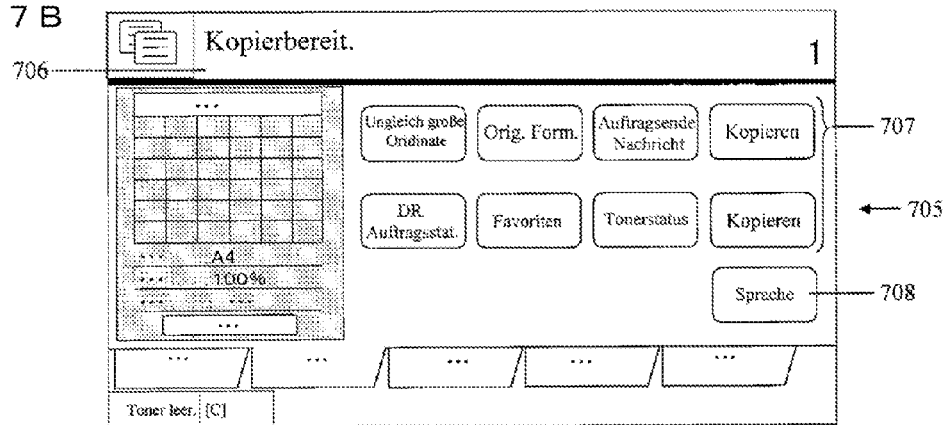 7 B
Kopierbereit.
1
706
...
Ungleich große
Oridinate
Orig. Form.
Auftragsende
Nachricht
Kopieren
707
DR.
Auftragsstat.
Favoriten
Tonerstatus
Kopieren
705
... A4
... 100%
... ...
...
Sprache
708
... ... ... ... ...
Toner leer. [C]